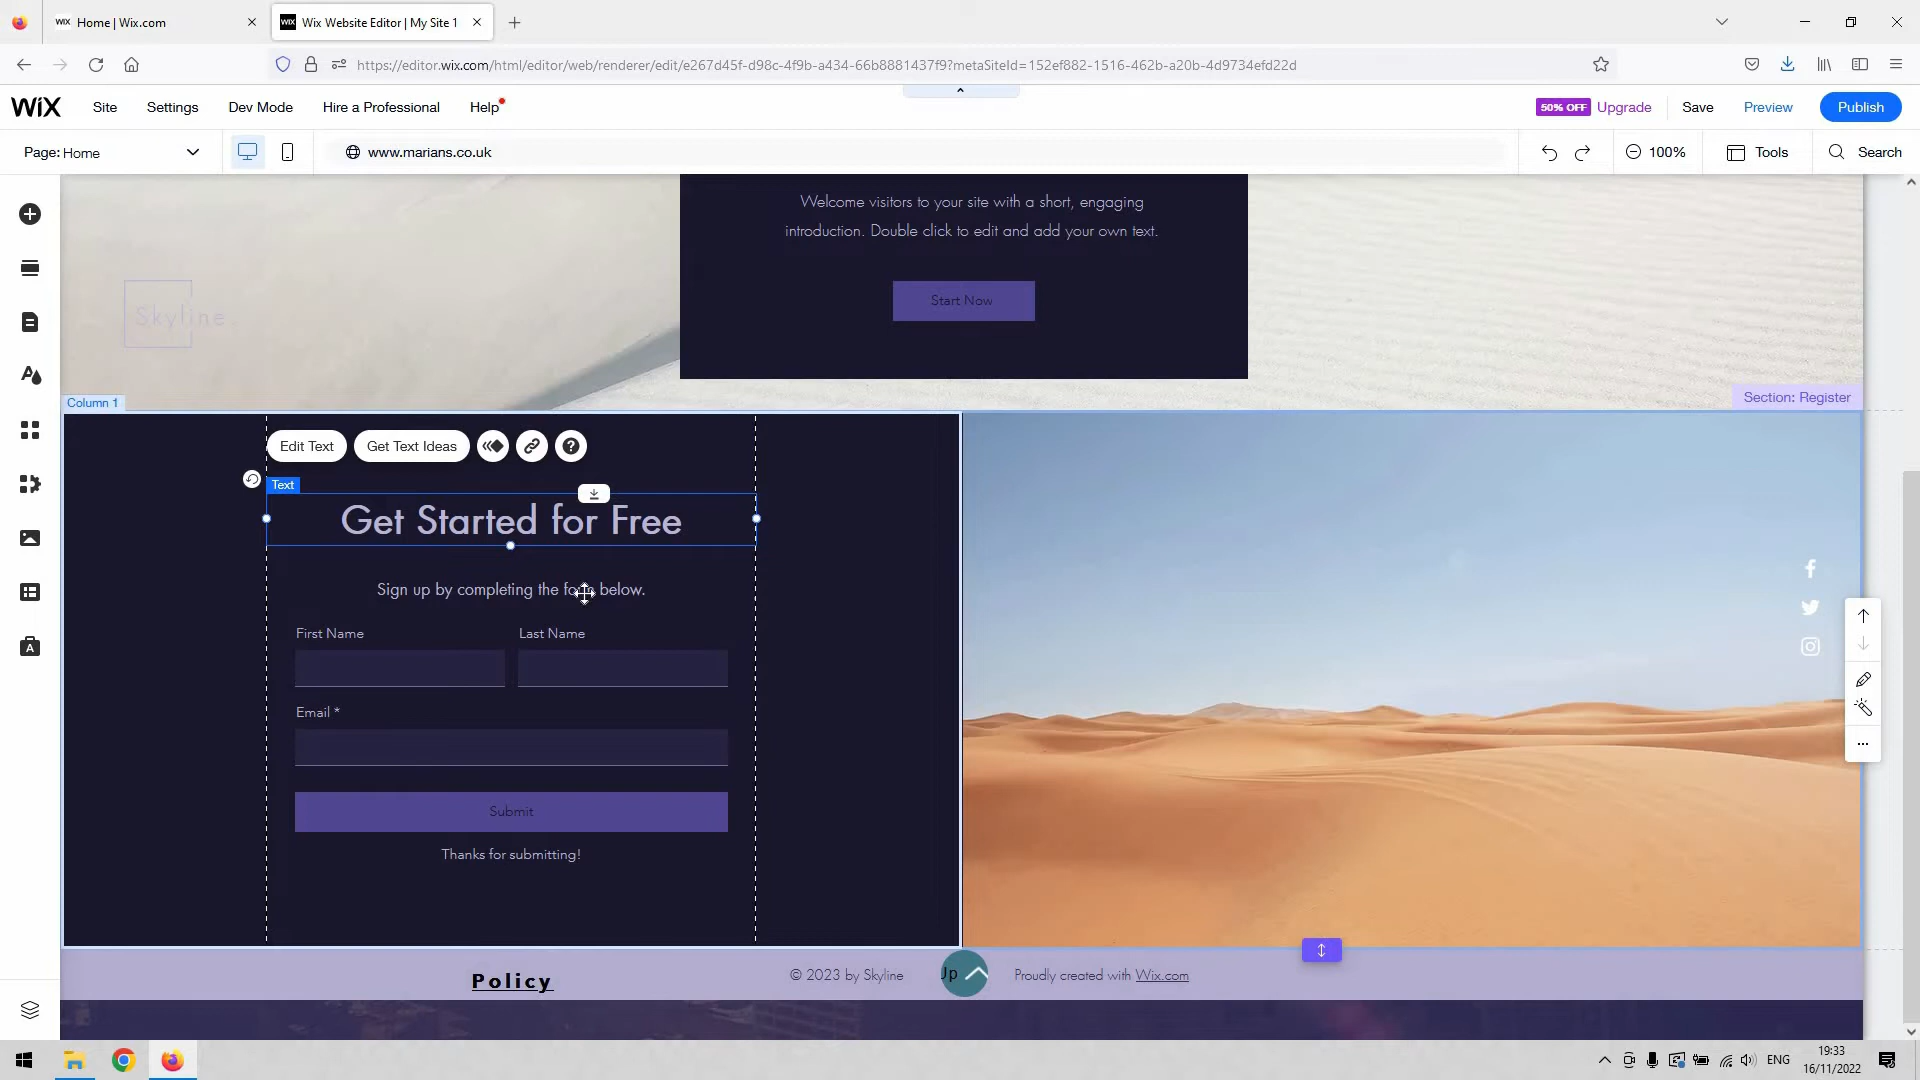 WIX Home | Wix.com
WIX Wix Website Editor | My Site 1
https://editor.wix.com/html/editor/web/renderer/edit/e267d45f-d98c-4f9b-a434-66b8881437f9?metaSiteId=152ef882-1516-462b-a20b-4d9734efd22d
WiX Site Settings Dev Mode Hire a Professional Help 50% OFF Upgrade Save Preview Publish
Page: Home www.marians.co.uk 100% Tools Search
Welcome visitors to your site with a short, engaging
introduction. Double click to edit and add your own text.
Start Now
Skyline
Column 1
Section: Register
Edit Text Get Text Ideas
Text
Get Started for Free
Sign up by completing the form below.
First Name Last Name
Email *
Submit
Thanks for submitting!
Policy © 2023 by Skyline Up Proudly created with Wix.com
ENG 19:33
16/11/2022